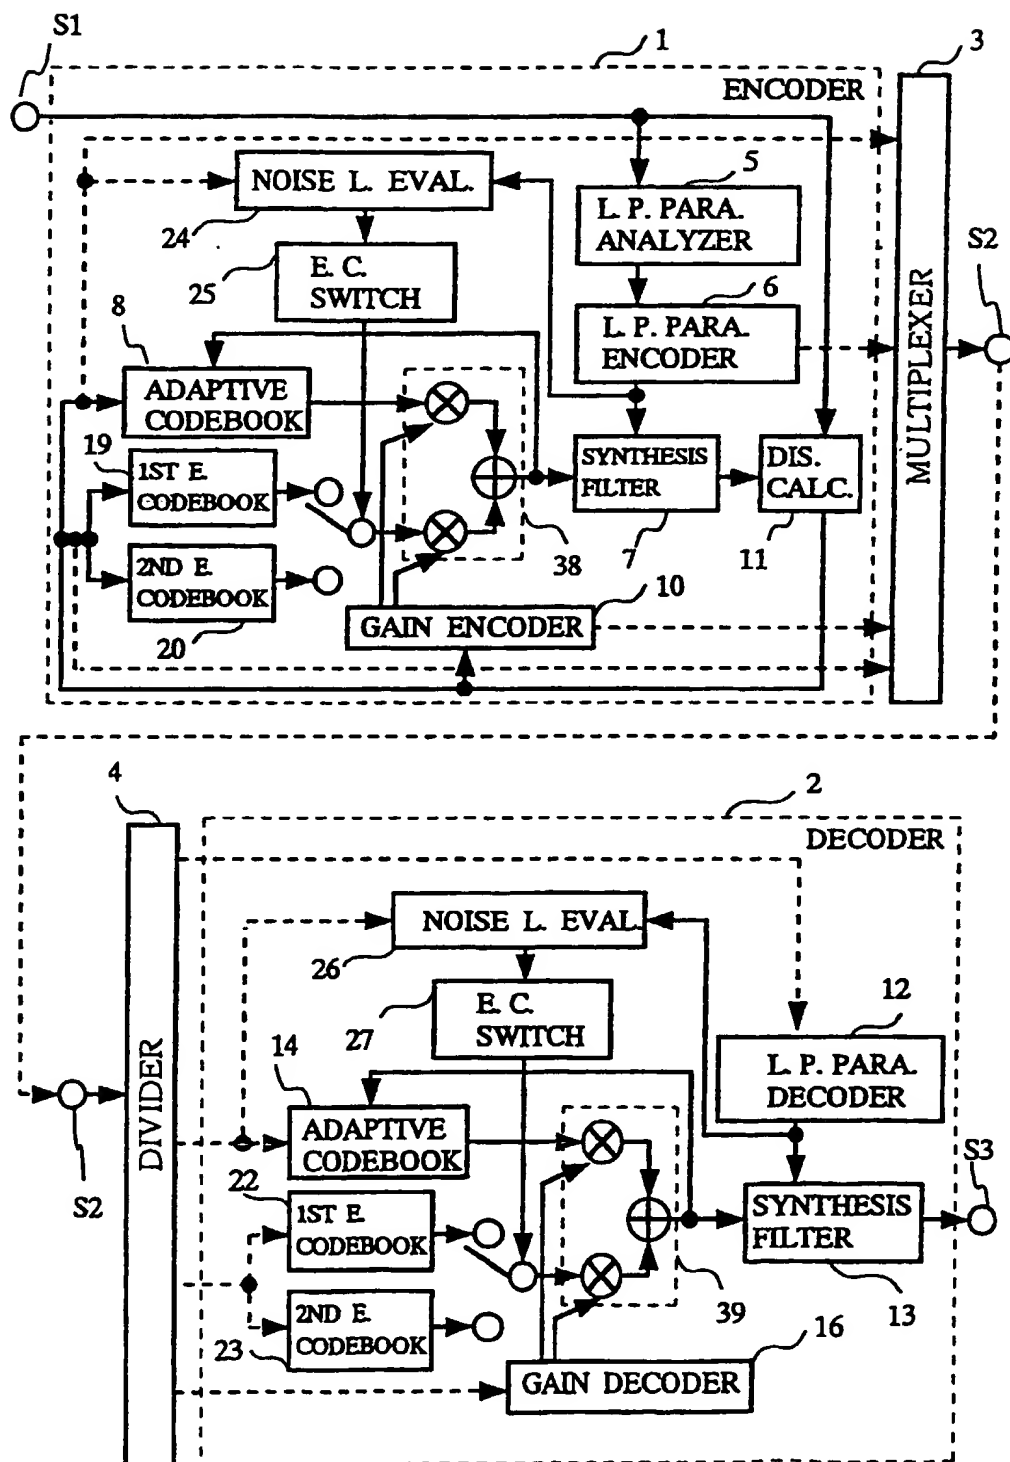 S1
1
3
ENCODER
NOISE L. EVAL.
24
5
L. P. PARA.
ANALYZER
S2
25
E. C.
SWITCH
6
L. P. PARA.
ENCODER
MULTIPLEXER
8
ADAPTIVE
CODEBOOK
19
1ST E.
CODEBOOK
SYNTHESIS
FILTER
DIS.
CALC.
38
7
11
2ND E.
CODEBOOK
20
10
GAIN ENCODER
4
2
DECODER
NOISE L. EVAL.
26
27
E. C.
SWITCH
12
L. P. PARA.
DECODER
DIVIDER
14
ADAPTIVE
CODEBOOK
S2
S3
22
1ST E.
CODEBOOK
SYNTHESIS
FILTER
39
13
2ND E.
CODEBOOK
23
16
GAIN DECODER